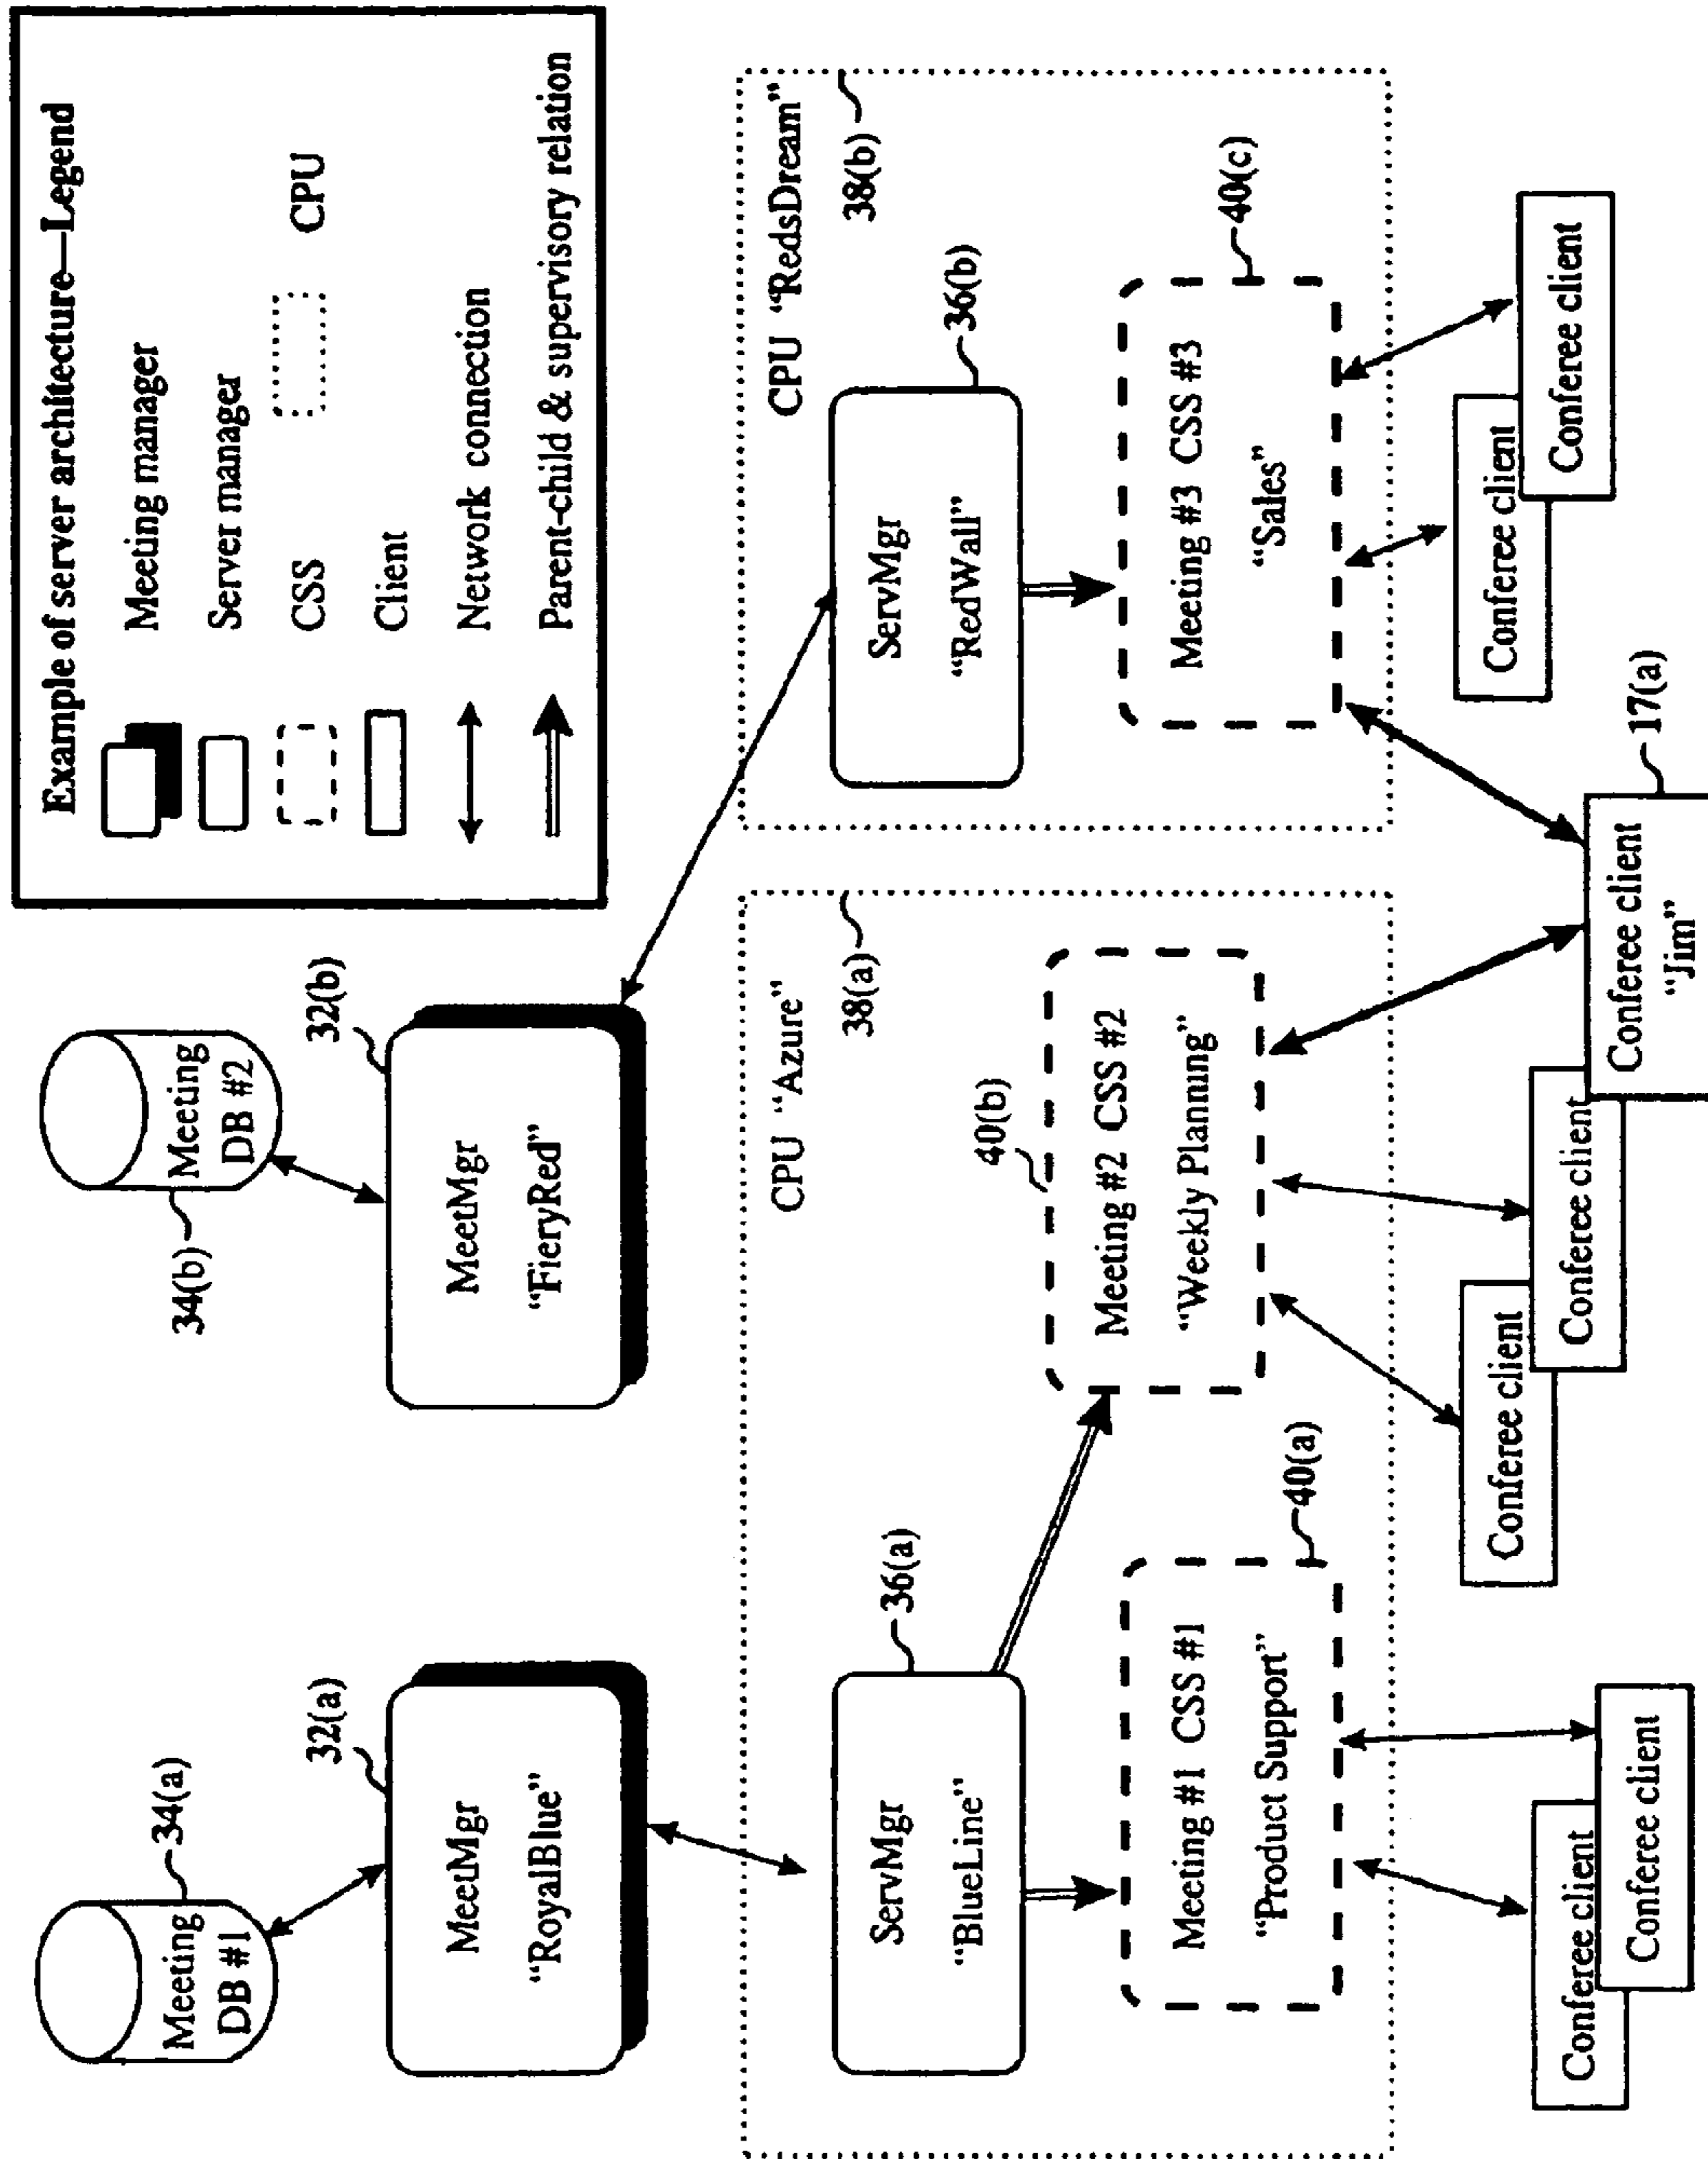 Example of server architecture—Legend
Meeting manager
Server manager
CSS
CPU
Client
Network connection
Parent-child & supervisory relation
Meeting
DB #1
34(a)
Meeting
DB #2
34(b)
MeetMgr
"RoyalBlue"
32(a)
MeetMgr
"FieryRed"
32(b)
CPU "Azure"
38(a)
CPU "RedsDream"
38(b)
ServMgr
"BlueLine"
36(a)
ServMgr
"RedWall"
36(b)
Meeting #1 CSS #1
"Product Support"
40(a)
Meeting #2 CSS #2
"Weekly Planning"
40(b)
Meeting #3 CSS #3
"Sales"
40(c)
Conferee client
Conferee client
Conferee client
Conferee client
Conferee client
"Jim"
17(a)
Conferee client
Conferee client